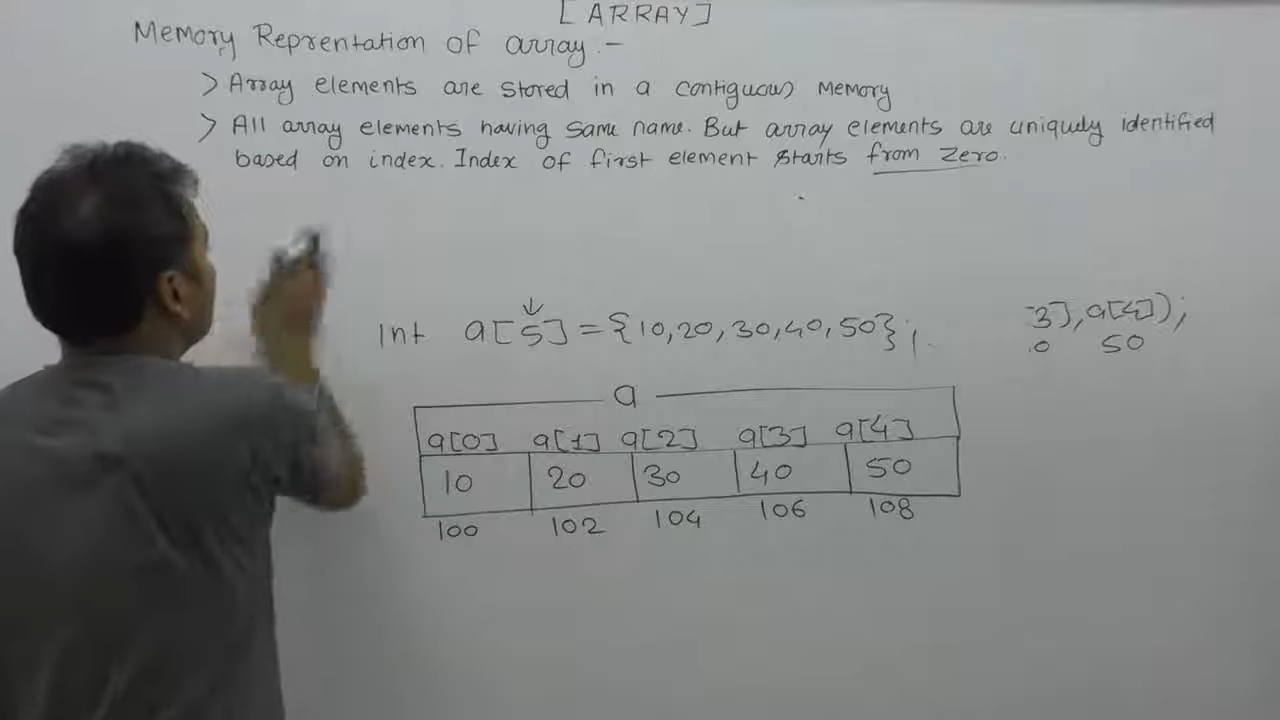 [ARRAY]
Memory Reprentation of array :-
> Array elements are stored in a contiguous Memory
> All array elements having same name. But array elements are uniquely identified
based on index. Index of first element starts from Zero.
Int a[5] = {10,20,30,40,50};
3], a[4]);
0 50
a
a[0] a[1] a[2] a[3] a[4]
10 20 30 40 50
100 102 104 106 108